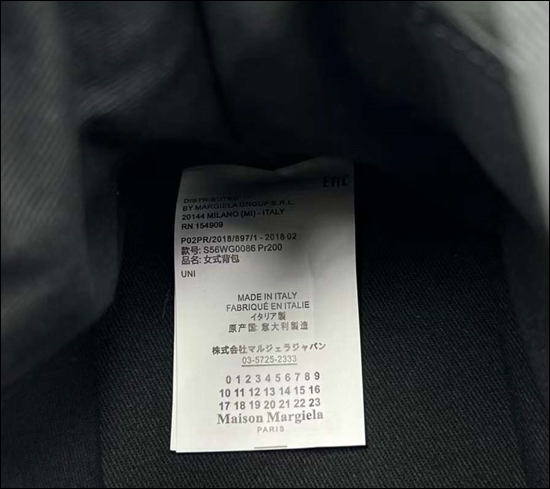 EAC
BY MARGIELA GROUP S.R.L.
20144 MILANO (MI) - ITALY
RN 154909
P02PR/2018/897/1 - 2018 02
款号: S56WG0086 Pr200
品名: 女式背包
UNI
MADE IN ITALY
FABRIQUÉ EN ITALIE
イタリア製
原产国: 意大利製造
株式会社マルジェラジャパン
03-5725-2333
0 1 2 3 4 5 6 7 8 9
10 11 12 13 14 15 16
17 18 19 20 21 22 23
Maison Margiela
PARIS